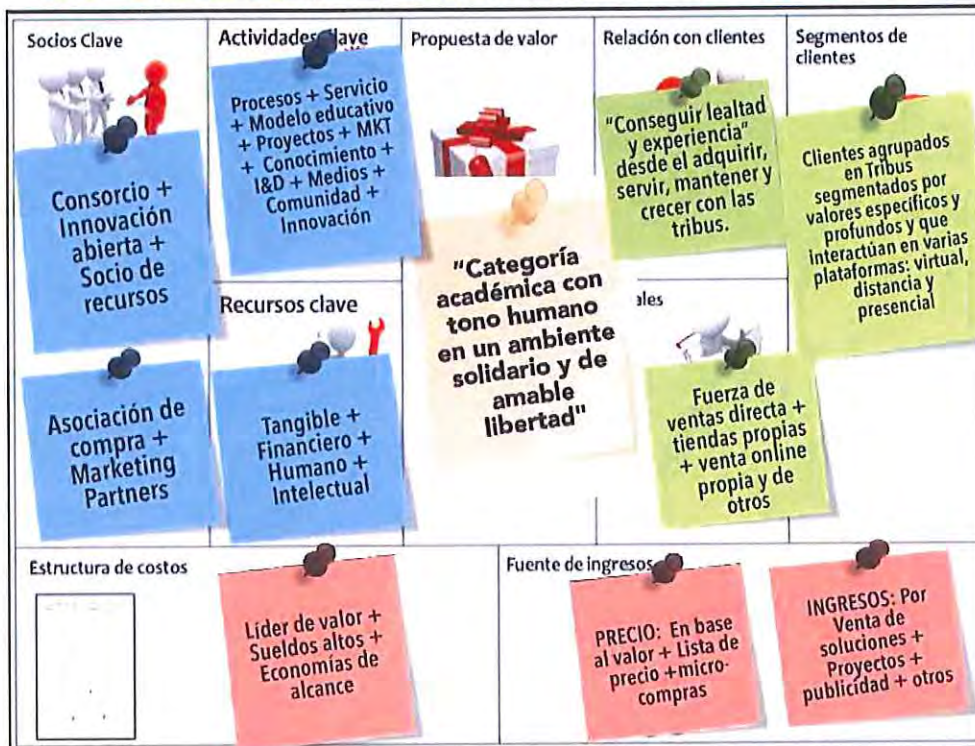 Socios Clave
Consorcio +
Innovación
abierta +
Socio de
recursos
Asociación de
compra +
Marketing
Partners
Actividades clave
Procesos + Servicio
+ Modelo educativo
+ Proyectos + MKT
+ Conocimiento +
I&D + Medios +
Comunidad +
Innovación
Recursos clave
Tangible +
Financiero +
Humano +
Intelectual
Propuesta de valor
"Categoría
académica con
tono humano
en un ambiente
solidario y de
amable
libertad"
Relación con clientes
"Conseguir lealtad
y experiencia"
desde el adquirir,
servir, mantener y
crecer con las
tribus.
ales
Fuerza de
ventas directa +
tiendas propias
+ venta online
propia y de
otros
Segmentos de
clientes
Clientes agrupados
en Tribus
segmentados por
valores específicos y
profundos y que
interactúan en varias
plataformas: virtual,
distancia y
presencial
Estructura de costos
Líder de valor +
Sueldos altos +
Economías de
alcance
Fuente de ingresos
PRECIO: En base
al valor + Lista de
precio +micro-
compras
INGRESOS: Por
Venta de
soluciones +
Proyectos +
publicidad + otros